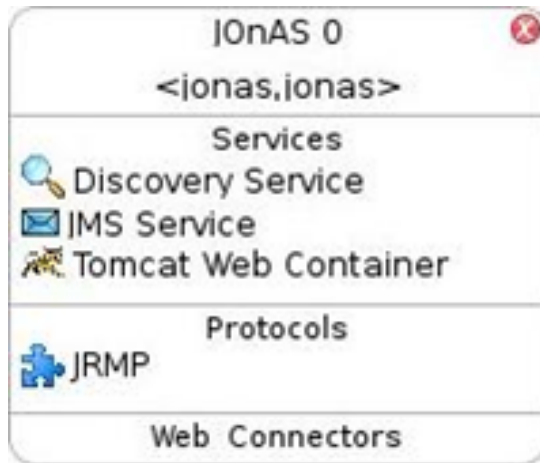 JOnAS 0
<jonas,jonas>
Services
Discovery Service
JMS Service
Tomcat Web Container
Protocols
JRMP
Web Connectors